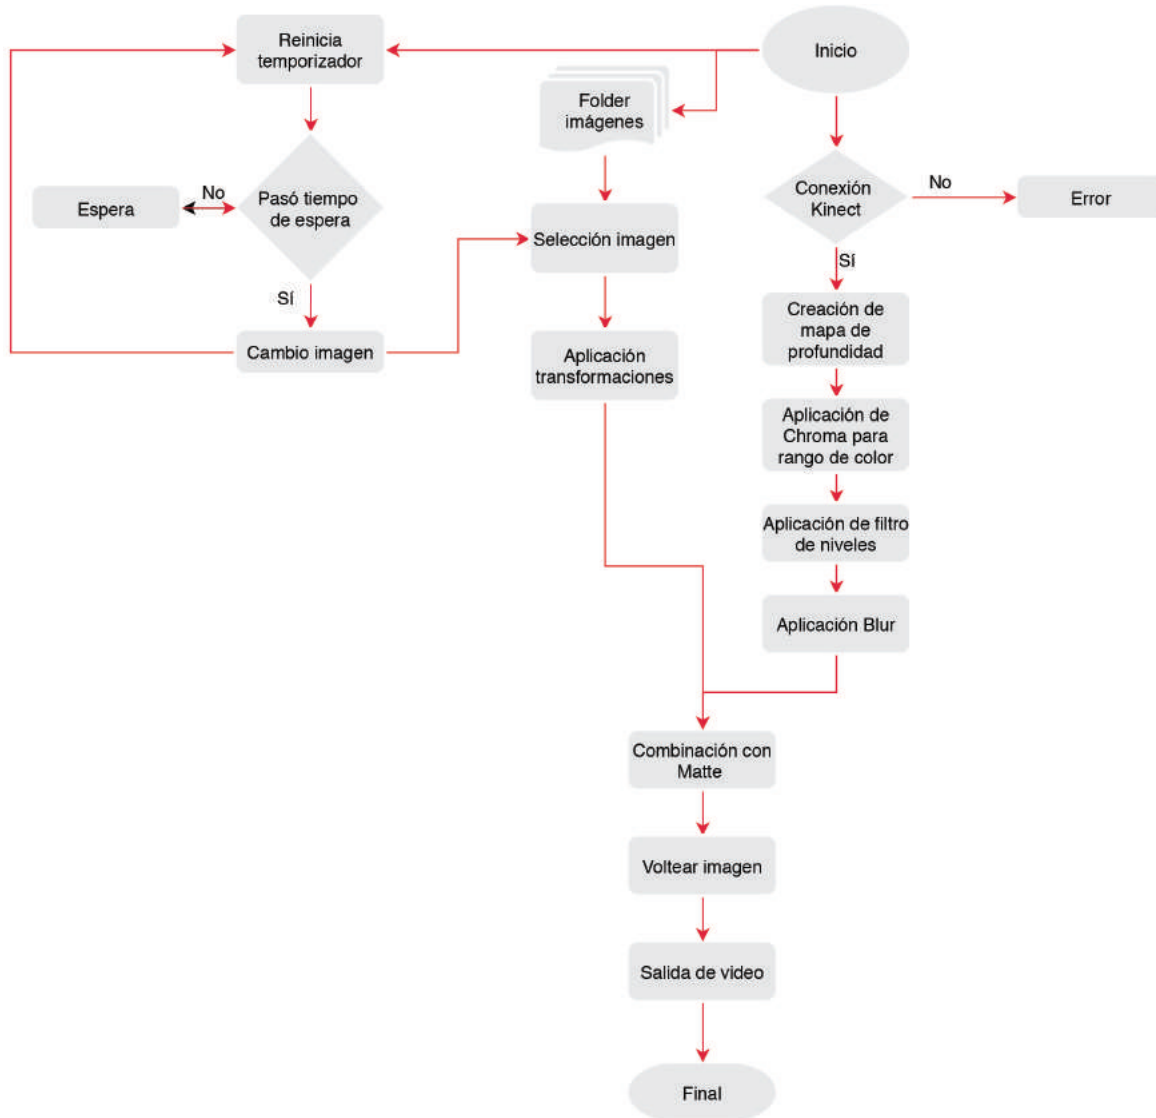 Reinicia
temporizador
Inicio
Folder
imágenes
Pasó tiempo
de espera
No
Espera
Conexión
Kinect
No
Error
Selección imagen
Sí
Sí
Cambio imagen
Creación de
mapa de
profundidad
Aplicación
transformaciones
Aplicación de
Chroma para
rango de color
Aplicación de filtro
de niveles
Aplicación Blur
Combinación con
Matte
Voltear imagen
Salida de video
Final